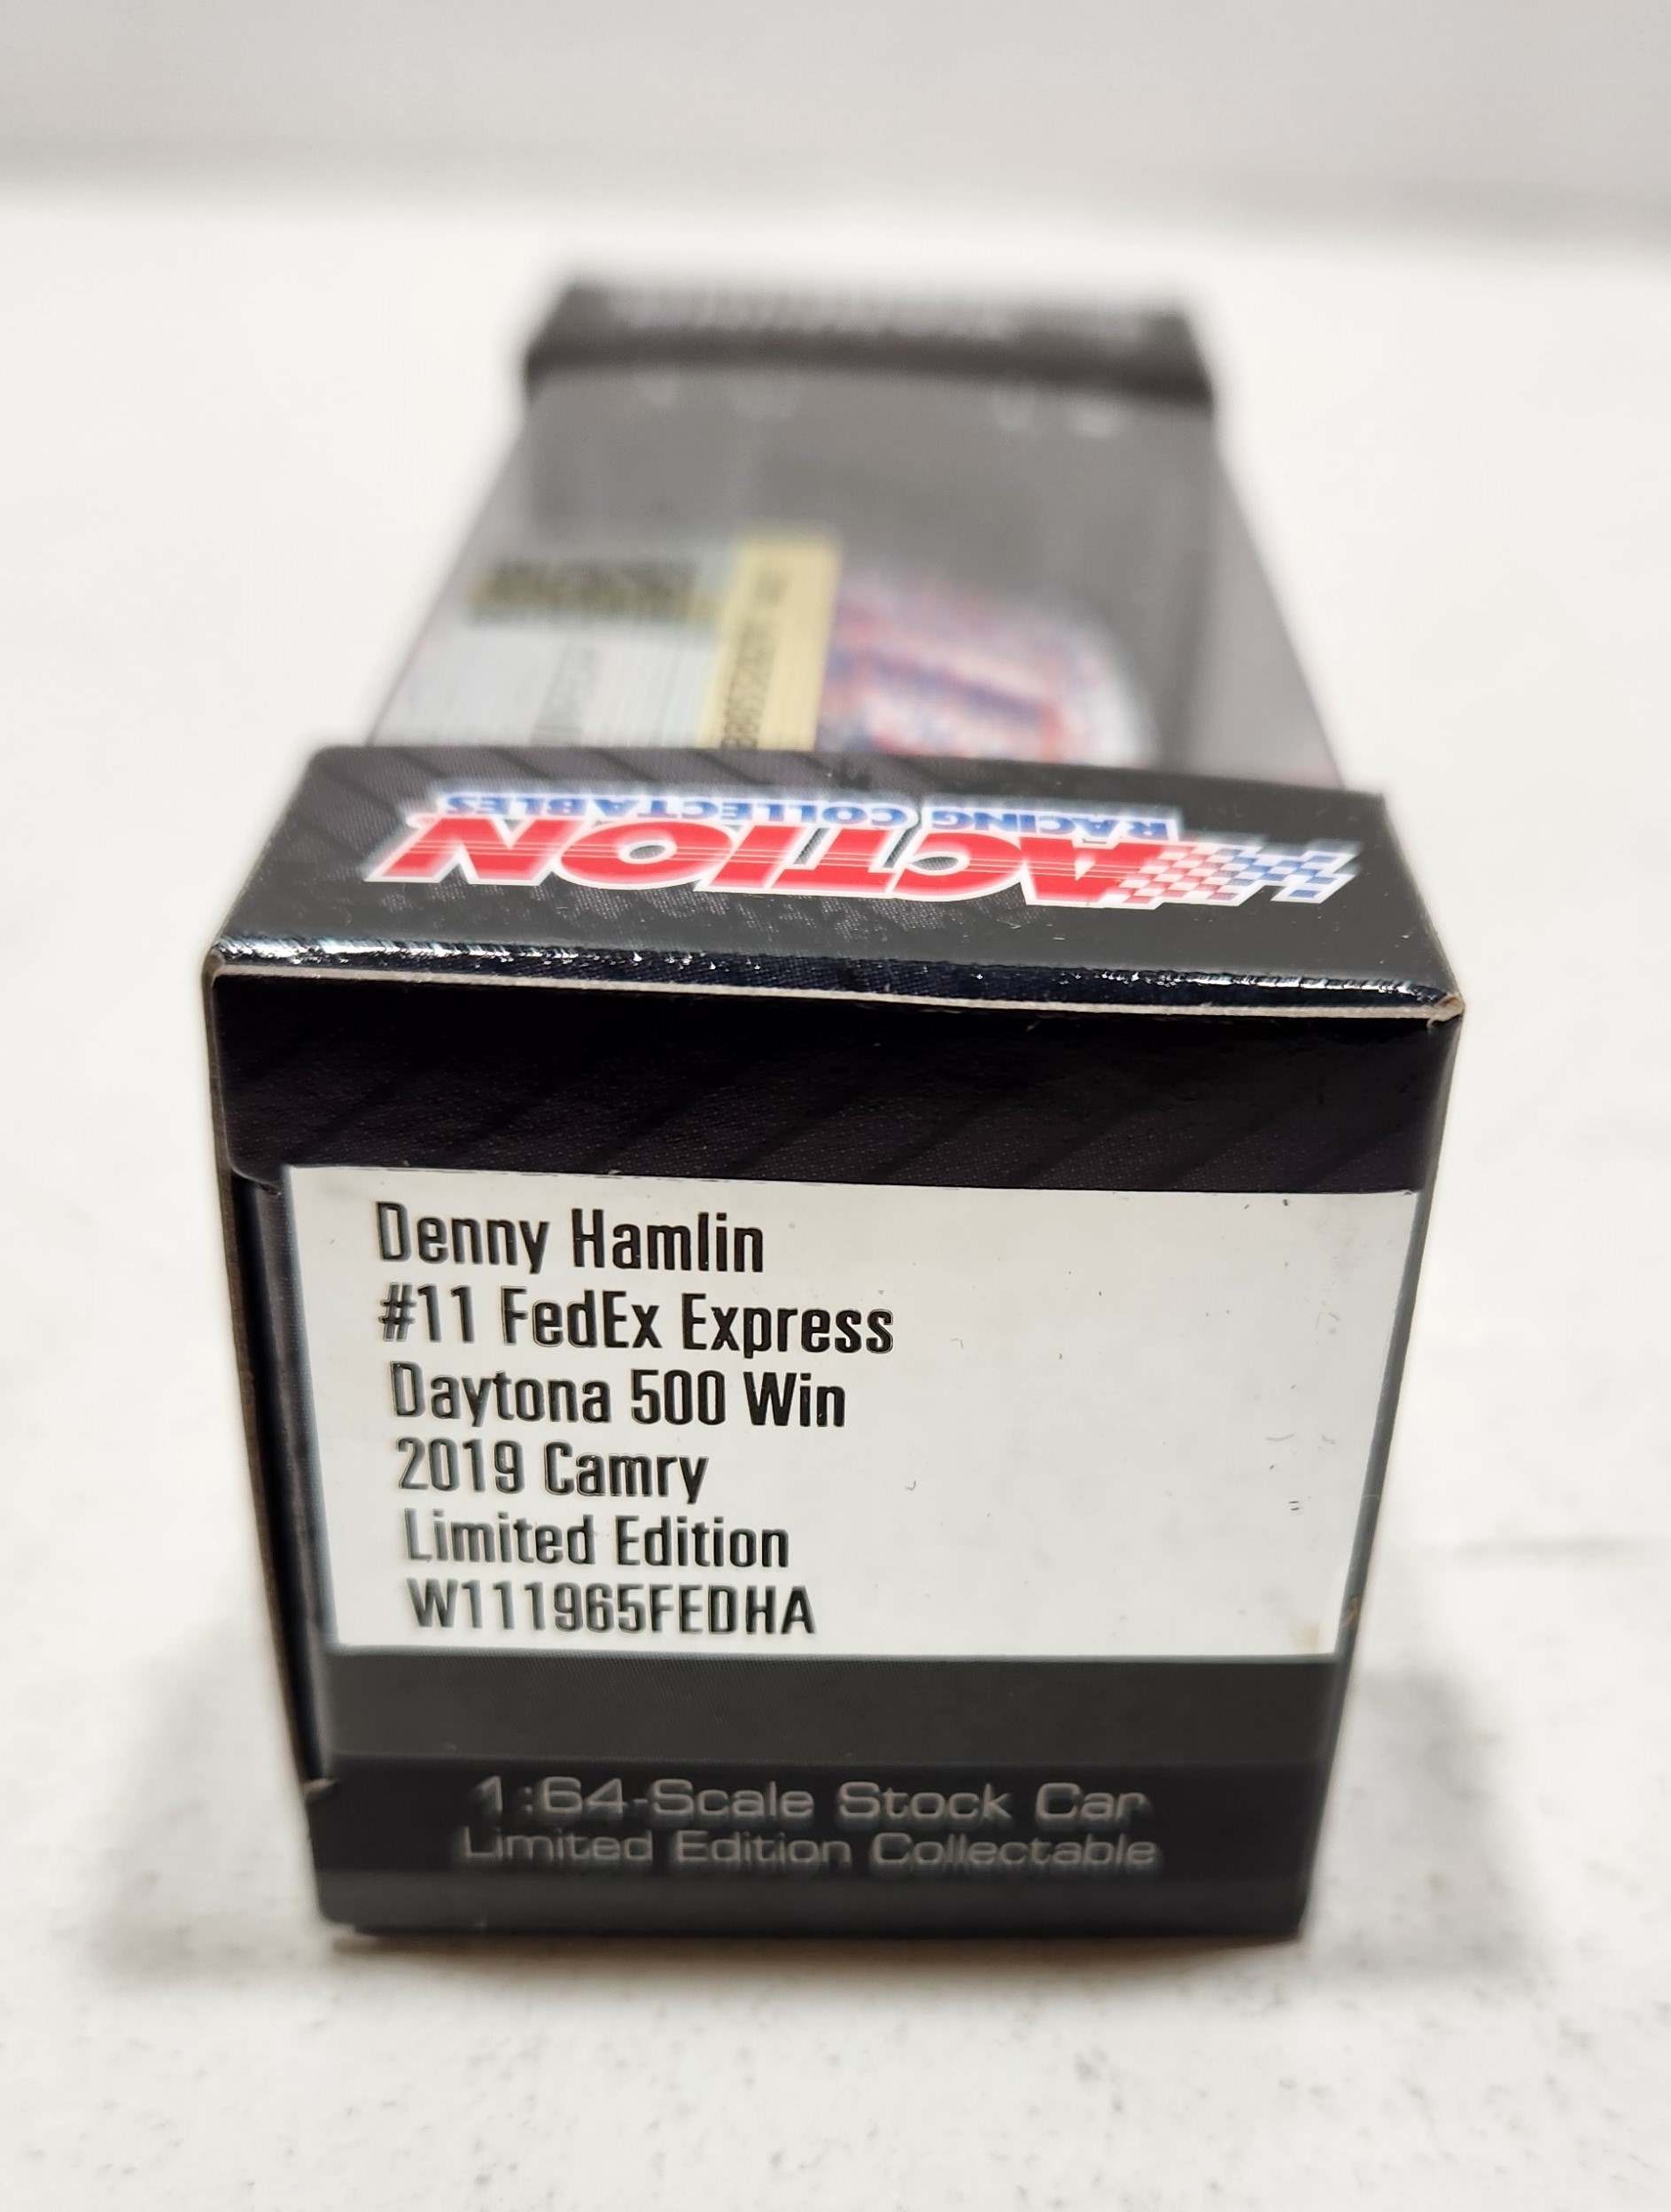 ACTION
RACING COLLECTABLES
Denny Hamlin
#11 FedEx Express
Daytona 500 Win
2019 Camry
Limited Edition
W111965FEDHA
1:64-Scale Stock Car
Limited Edition Collectable